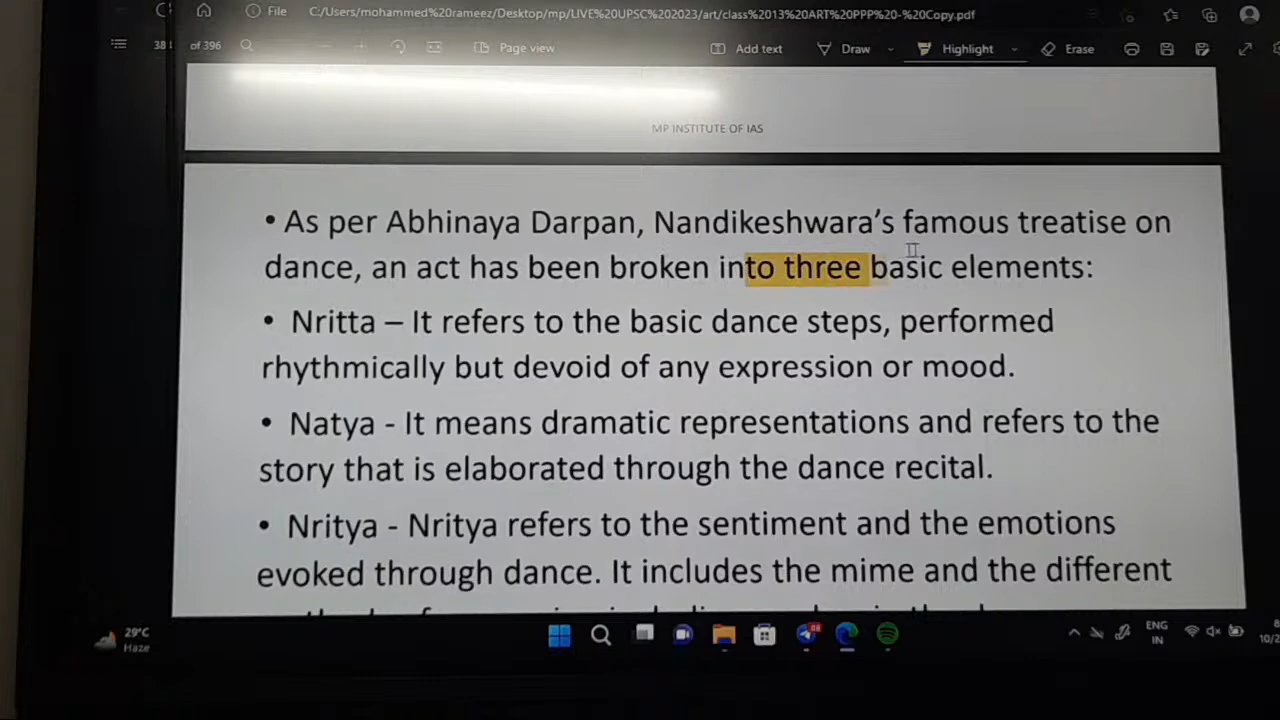 File C:/Users/mohammed%20rameez/Desktop/mp/LIVE%20UPSC%202023/art/class%2013%20ART%20PPP%20-%20Copy.pdf
of 396 Page view Add text Draw Highlight Erase
MP INSTITUTE OF IAS
• As per Abhinaya Darpan, Nandikeshwara’s famous treatise on
dance, an act has been broken into three basic elements:
• Nritta – It refers to the basic dance steps, performed
rhythmically but devoid of any expression or mood.
• Natya - It means dramatic representations and refers to the
story that is elaborated through the dance recital.
• Nritya - Nritya refers to the sentiment and the emotions
evoked through dance. It includes the mime and the different
29°C
Haze
08
ENG
IN